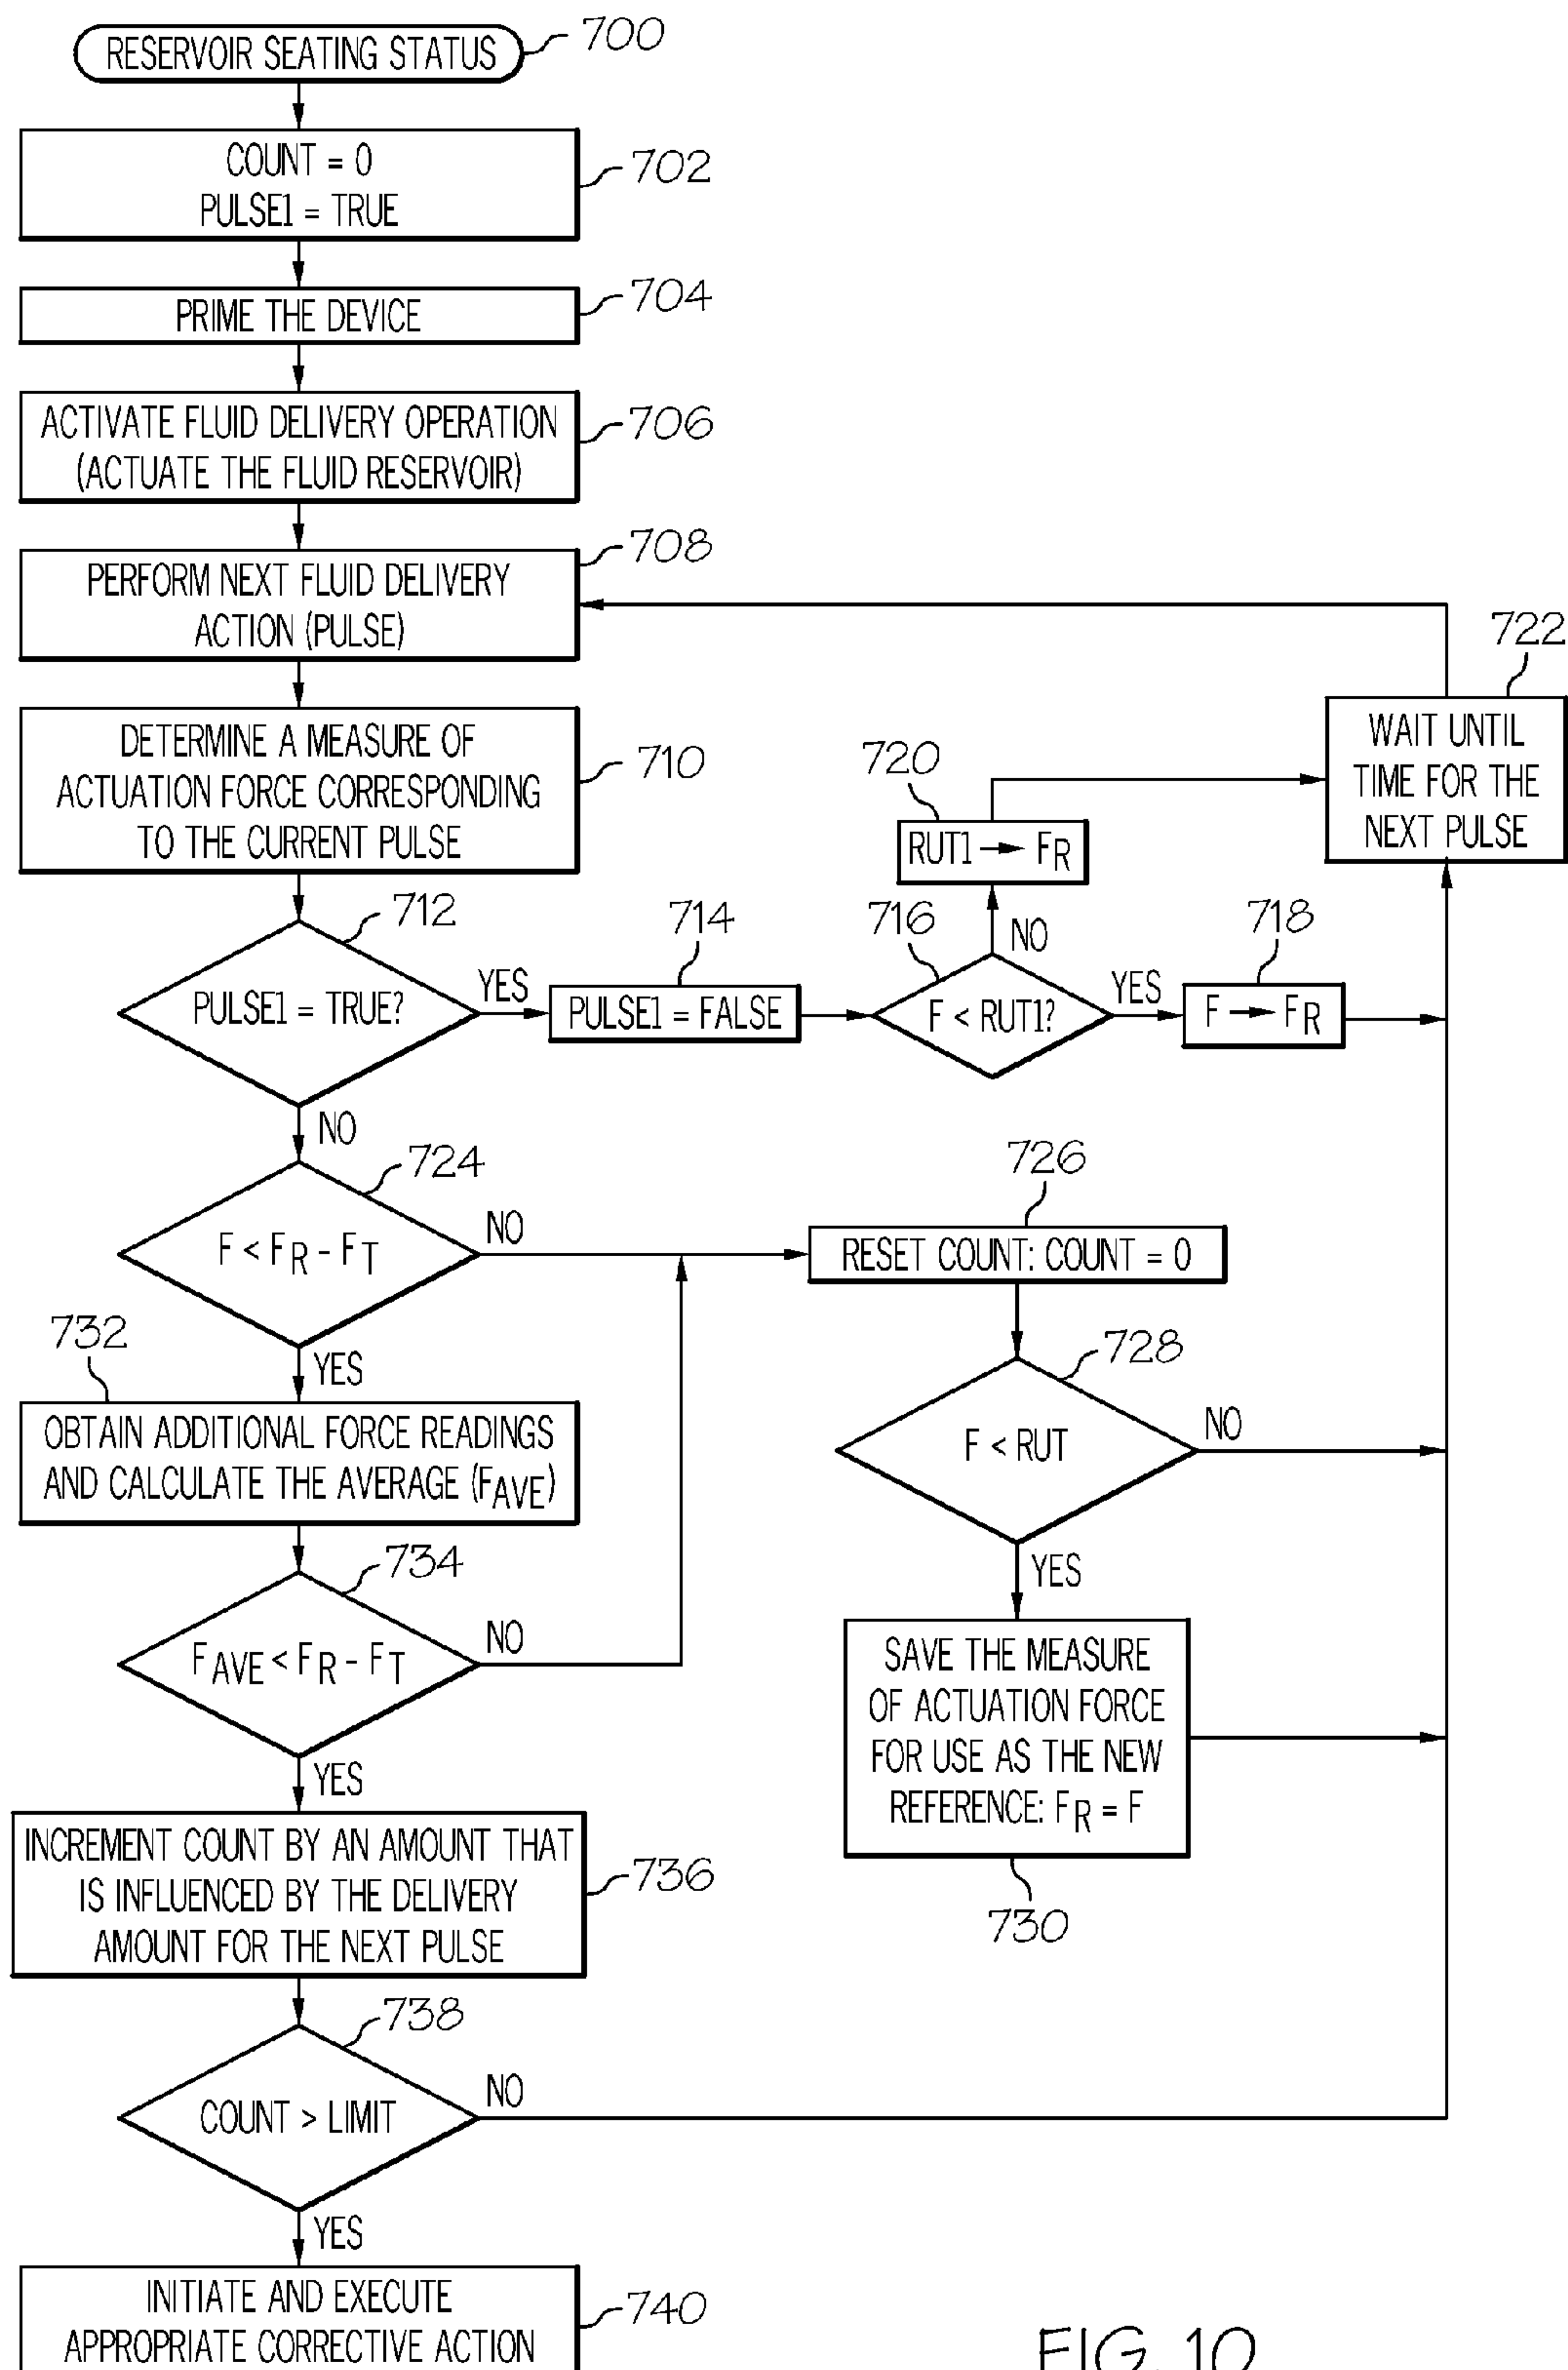 RESERVOIR SEATING STATUS
700
COUNT = 0
PULSE1 = TRUE
702
PRIME THE DEVICE
704
ACTIVATE FLUID DELIVERY OPERATION
(ACTUATE THE FLUID RESERVOIR)
706
PERFORM NEXT FLUID DELIVERY
ACTION (PULSE)
708
DETERMINE A MEASURE OF
ACTUATION FORCE CORRESPONDING
TO THE CURRENT PULSE
710
712
PULSE1 = TRUE?
YES
714
PULSE1 = FALSE
716
F < RUT1?
NO
720
RUT1 → FR
YES
718
F → FR
722
WAIT UNTIL
TIME FOR THE
NEXT PULSE
NO
724
F < FR - FT
NO
726
RESET COUNT: COUNT = 0
728
F < RUT
NO
YES
SAVE THE MEASURE
OF ACTUATION FORCE
FOR USE AS THE NEW
REFERENCE: FR = F
730
YES
732
OBTAIN ADDITIONAL FORCE READINGS
AND CALCULATE THE AVERAGE (FAVE)
734
FAVE < FR - FT
NO
YES
INCREMENT COUNT BY AN AMOUNT THAT
IS INFLUENCED BY THE DELIVERY
AMOUNT FOR THE NEXT PULSE
736
738
COUNT > LIMIT
NO
YES
INITIATE AND EXECUTE
APPROPRIATE CORRECTIVE ACTION
740
FIG. 10